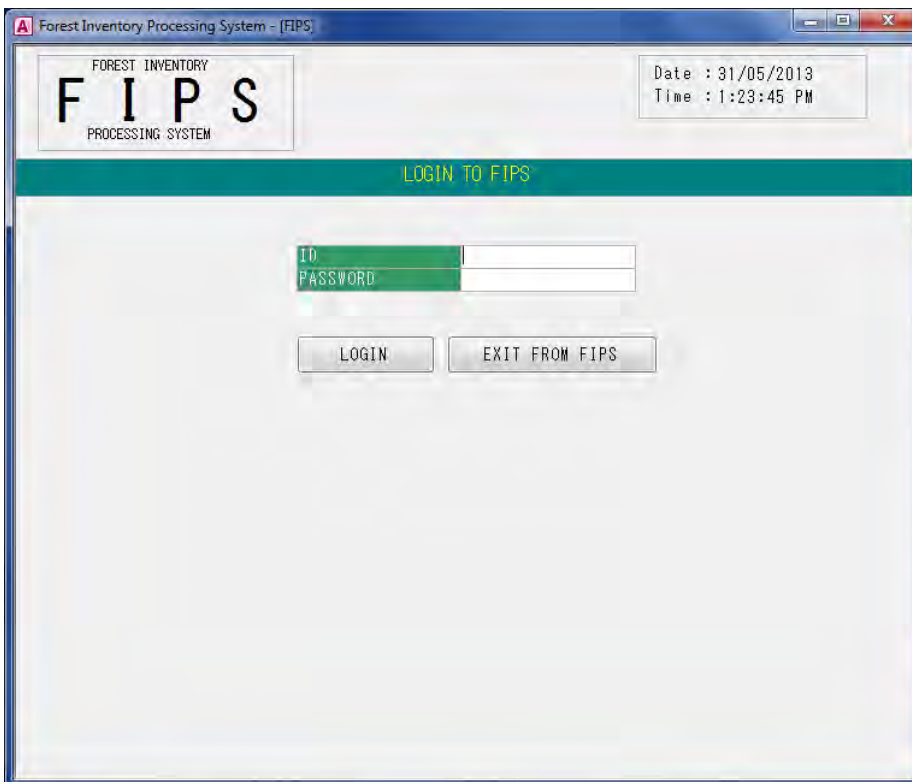 A Forest Inventory Processing System - [FIPS]
FOREST INVENTORY
F I P S
PROCESSING SYSTEM
Date : 31/05/2013
Time : 1:23:45 PM
LOGIN TO FIPS
ID
PASSWORD
LOGIN EXIT FROM FIPS